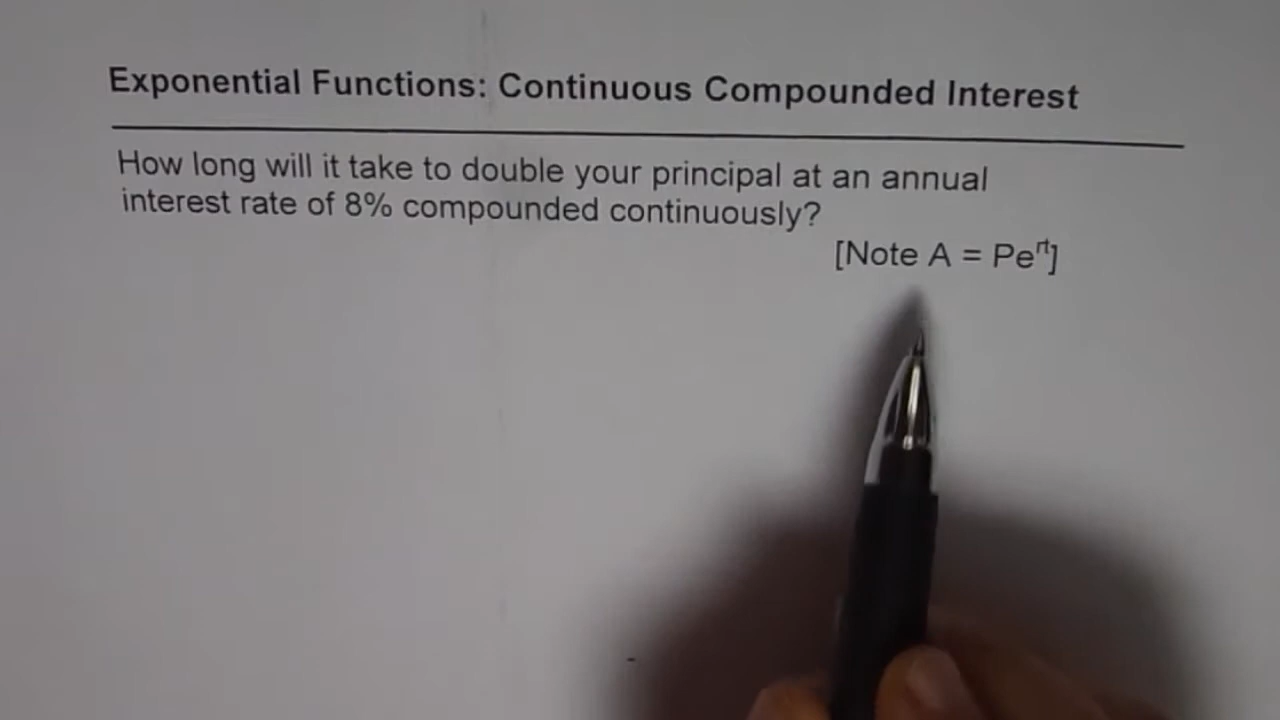 Exponential Functions: Continuous Compounded Interest
How long will it take to double your principal at an annual
interest rate of 8% compounded continuously?
[Note A = Pe^rt]